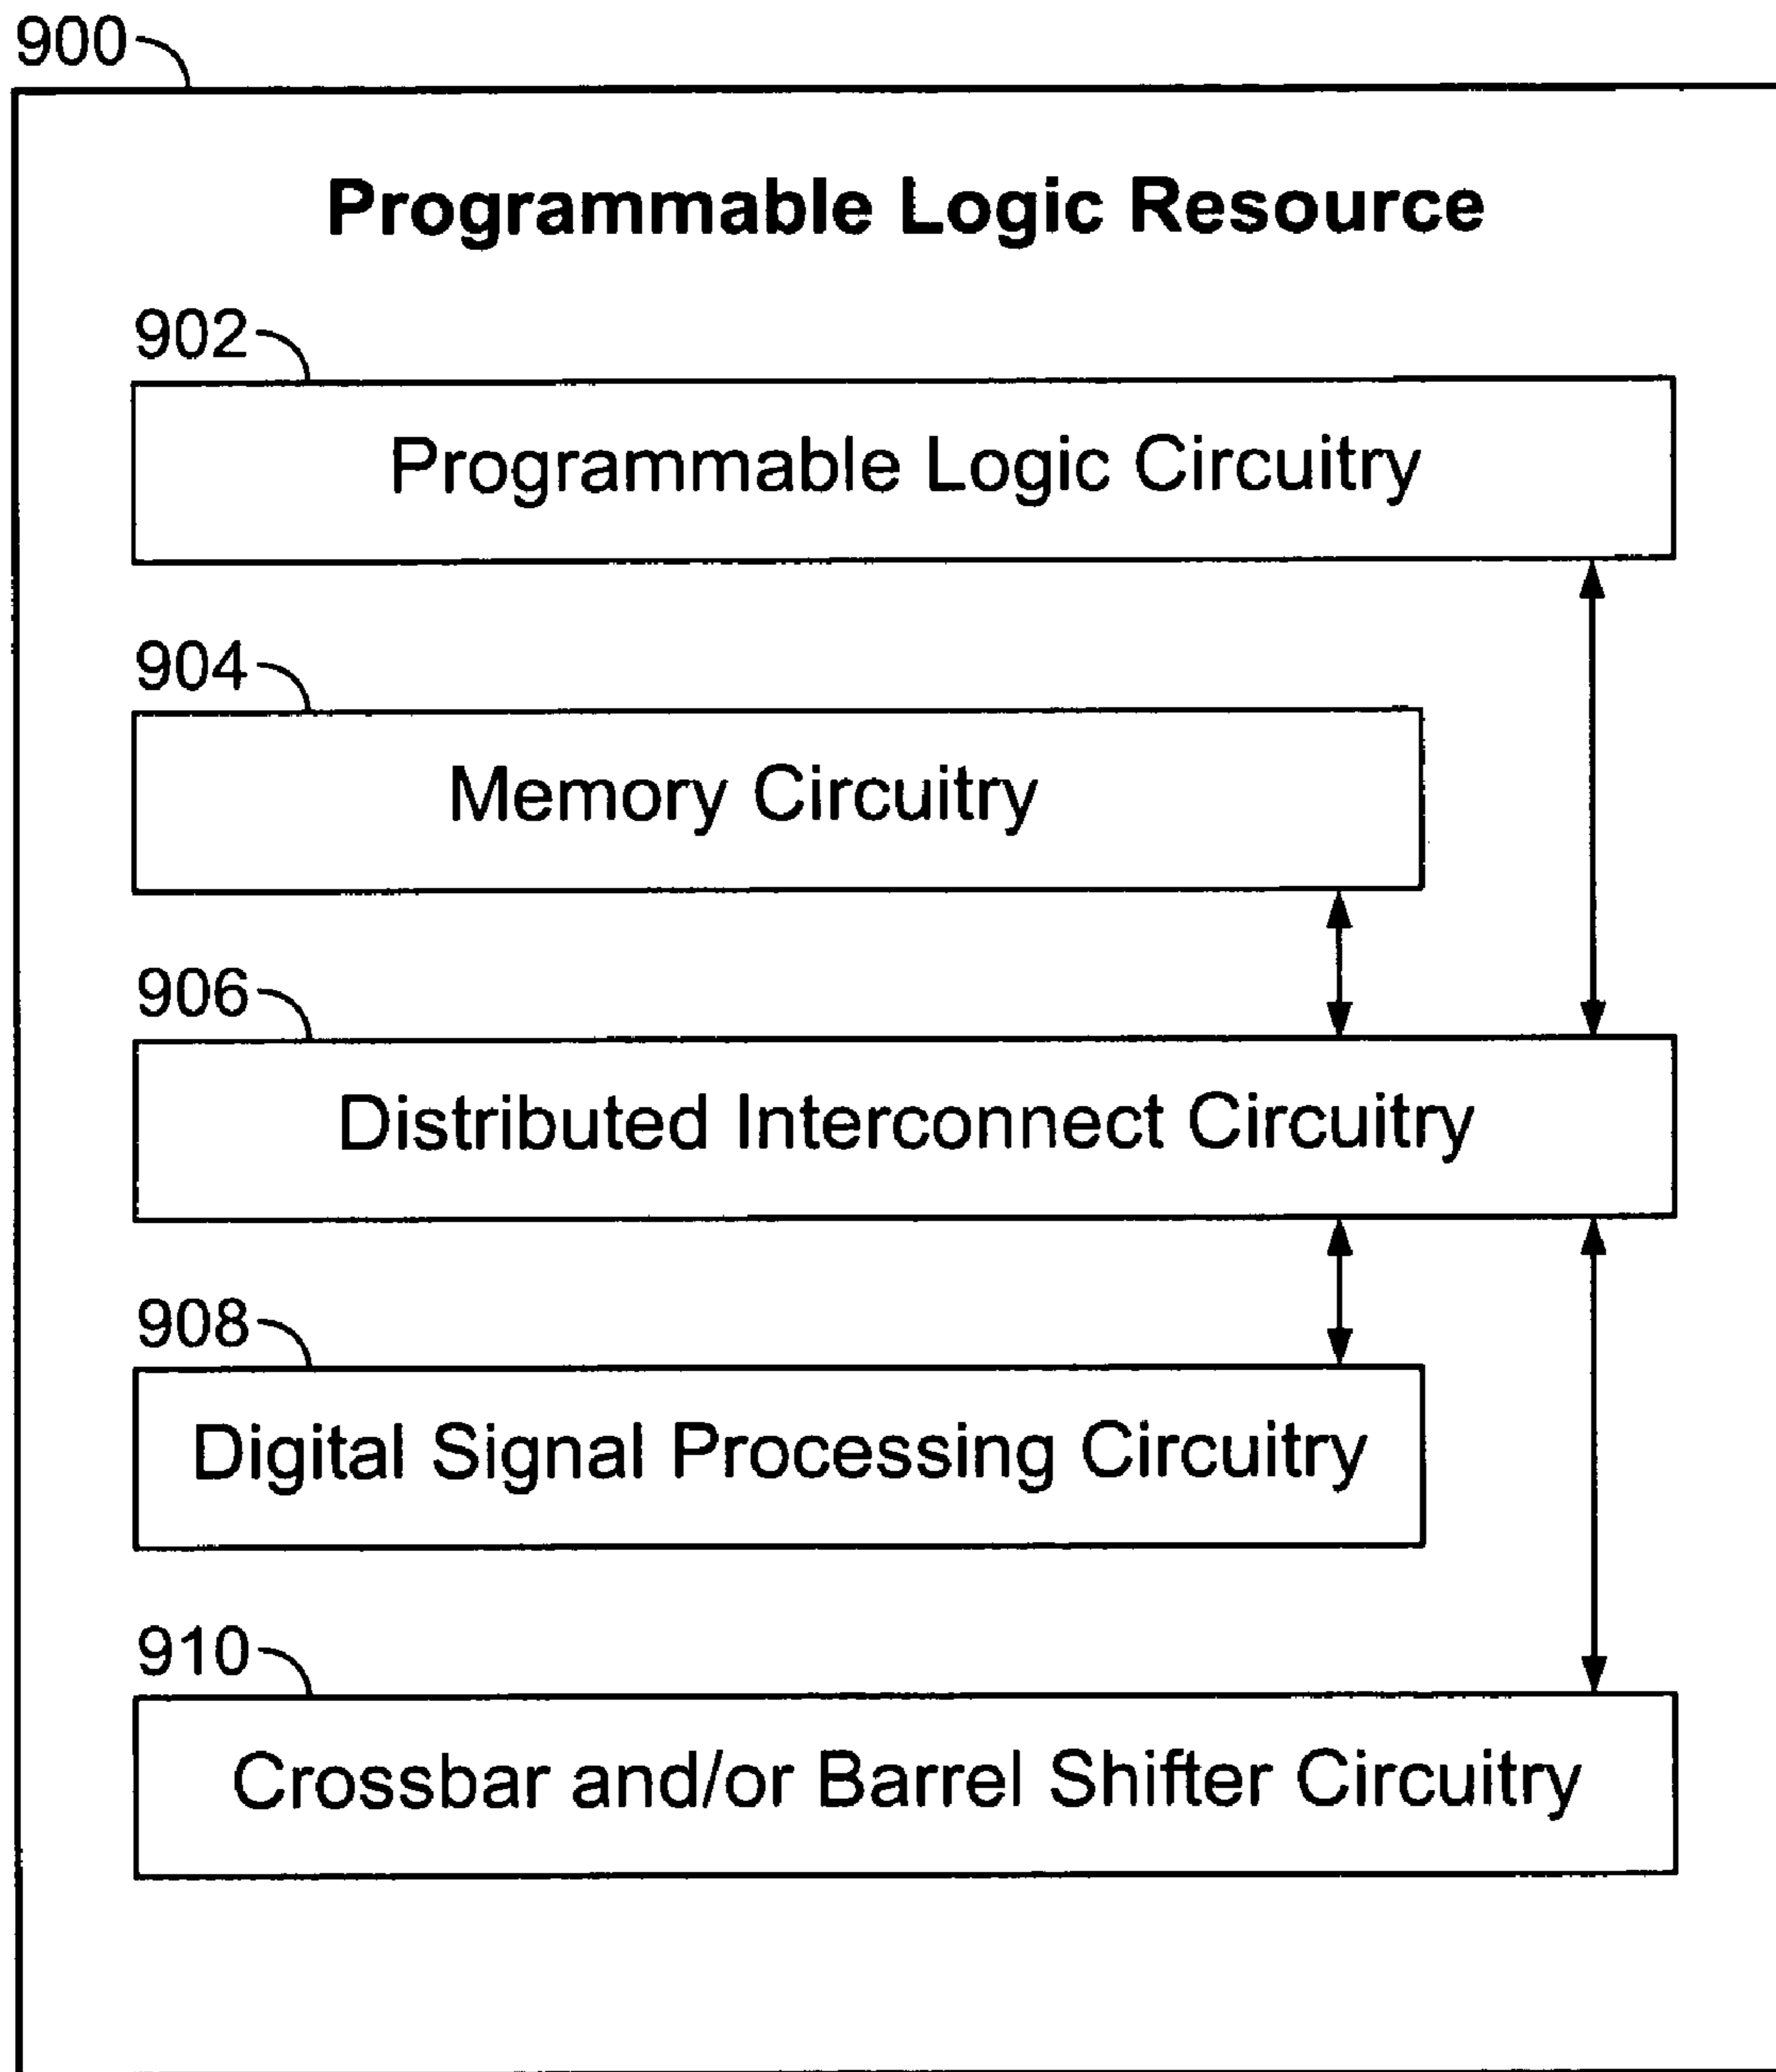 900
Programmable Logic Resource
902
Programmable Logic Circuitry
904
Memory Circuitry
906
Distributed Interconnect Circuitry
908
Digital Signal Processing Circuitry
910
Crossbar and/or Barrel Shifter Circuitry